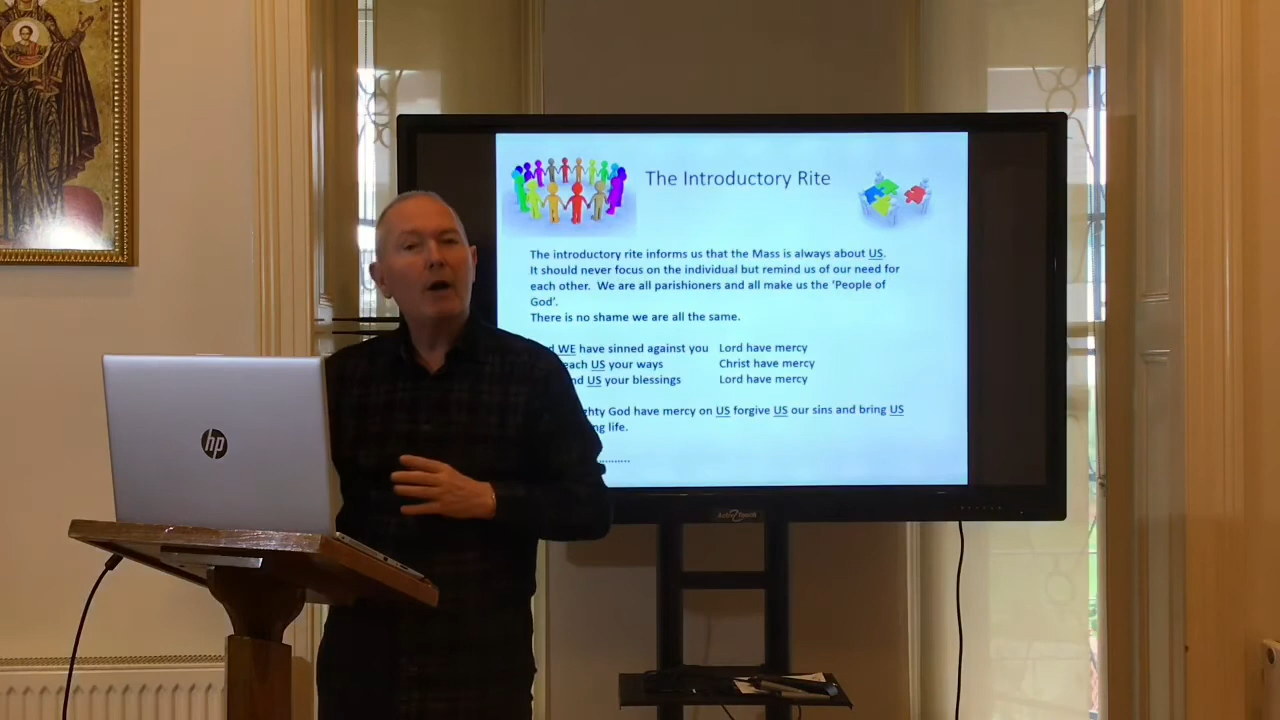 The Introductory Rite
The introductory rite informs us that the Mass is always about US.
It should never focus on the individual but remind us of our need for
each other. We are all parishioners and all make us the ‘People of
God’.
There is no shame we are all the same.
WE have sinned against you Lord have mercy
each US your ways Christ have mercy
nd US your blessings Lord have mercy
ghty God have mercy on US forgive US our sins and bring US
ng life.
............
hp